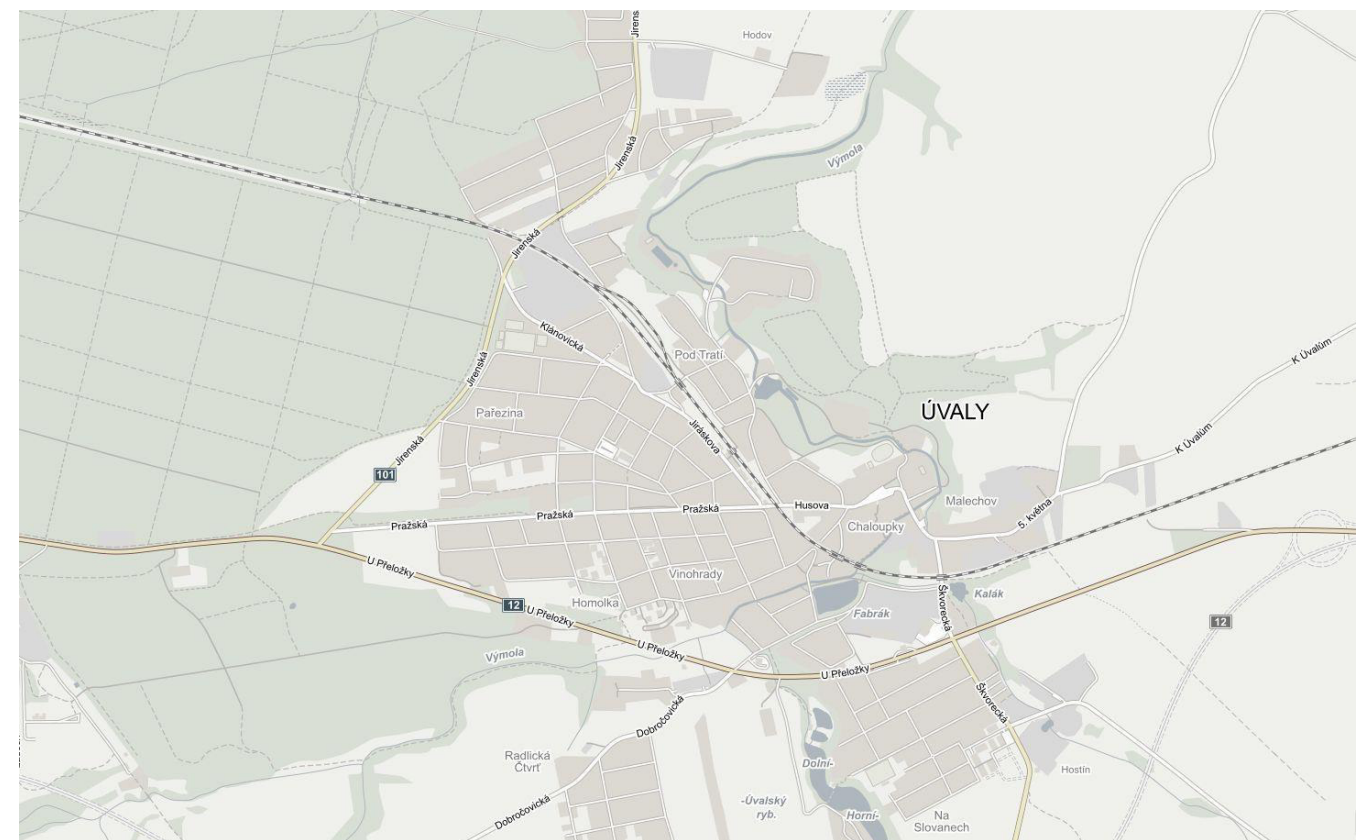 Jirens
Jirens
Hodov
Jirenská
Výmola
Jirenská
Klánovická
Pod Tratí
K Úvalům
Jirenská
Pařezina
ÚVALY
Jiráskova
K Úvalům
Jirenská
101
Husova
Malechov
Pražská
Pražská
Pražská
Chaloupky
5. května
U Přeložky
Vinohrady
Homolka
12
U Přeložky
Fabrák
Kalák
Škvorecká
12
Výmola
U Přeložky
U Přeložky
Škvorecká
Dobročovická
Radlická
Čtvrť
Dolní-
Hostín
-Úvalský
ryb.
Horní-
Na
Slovanech
Dobročovická